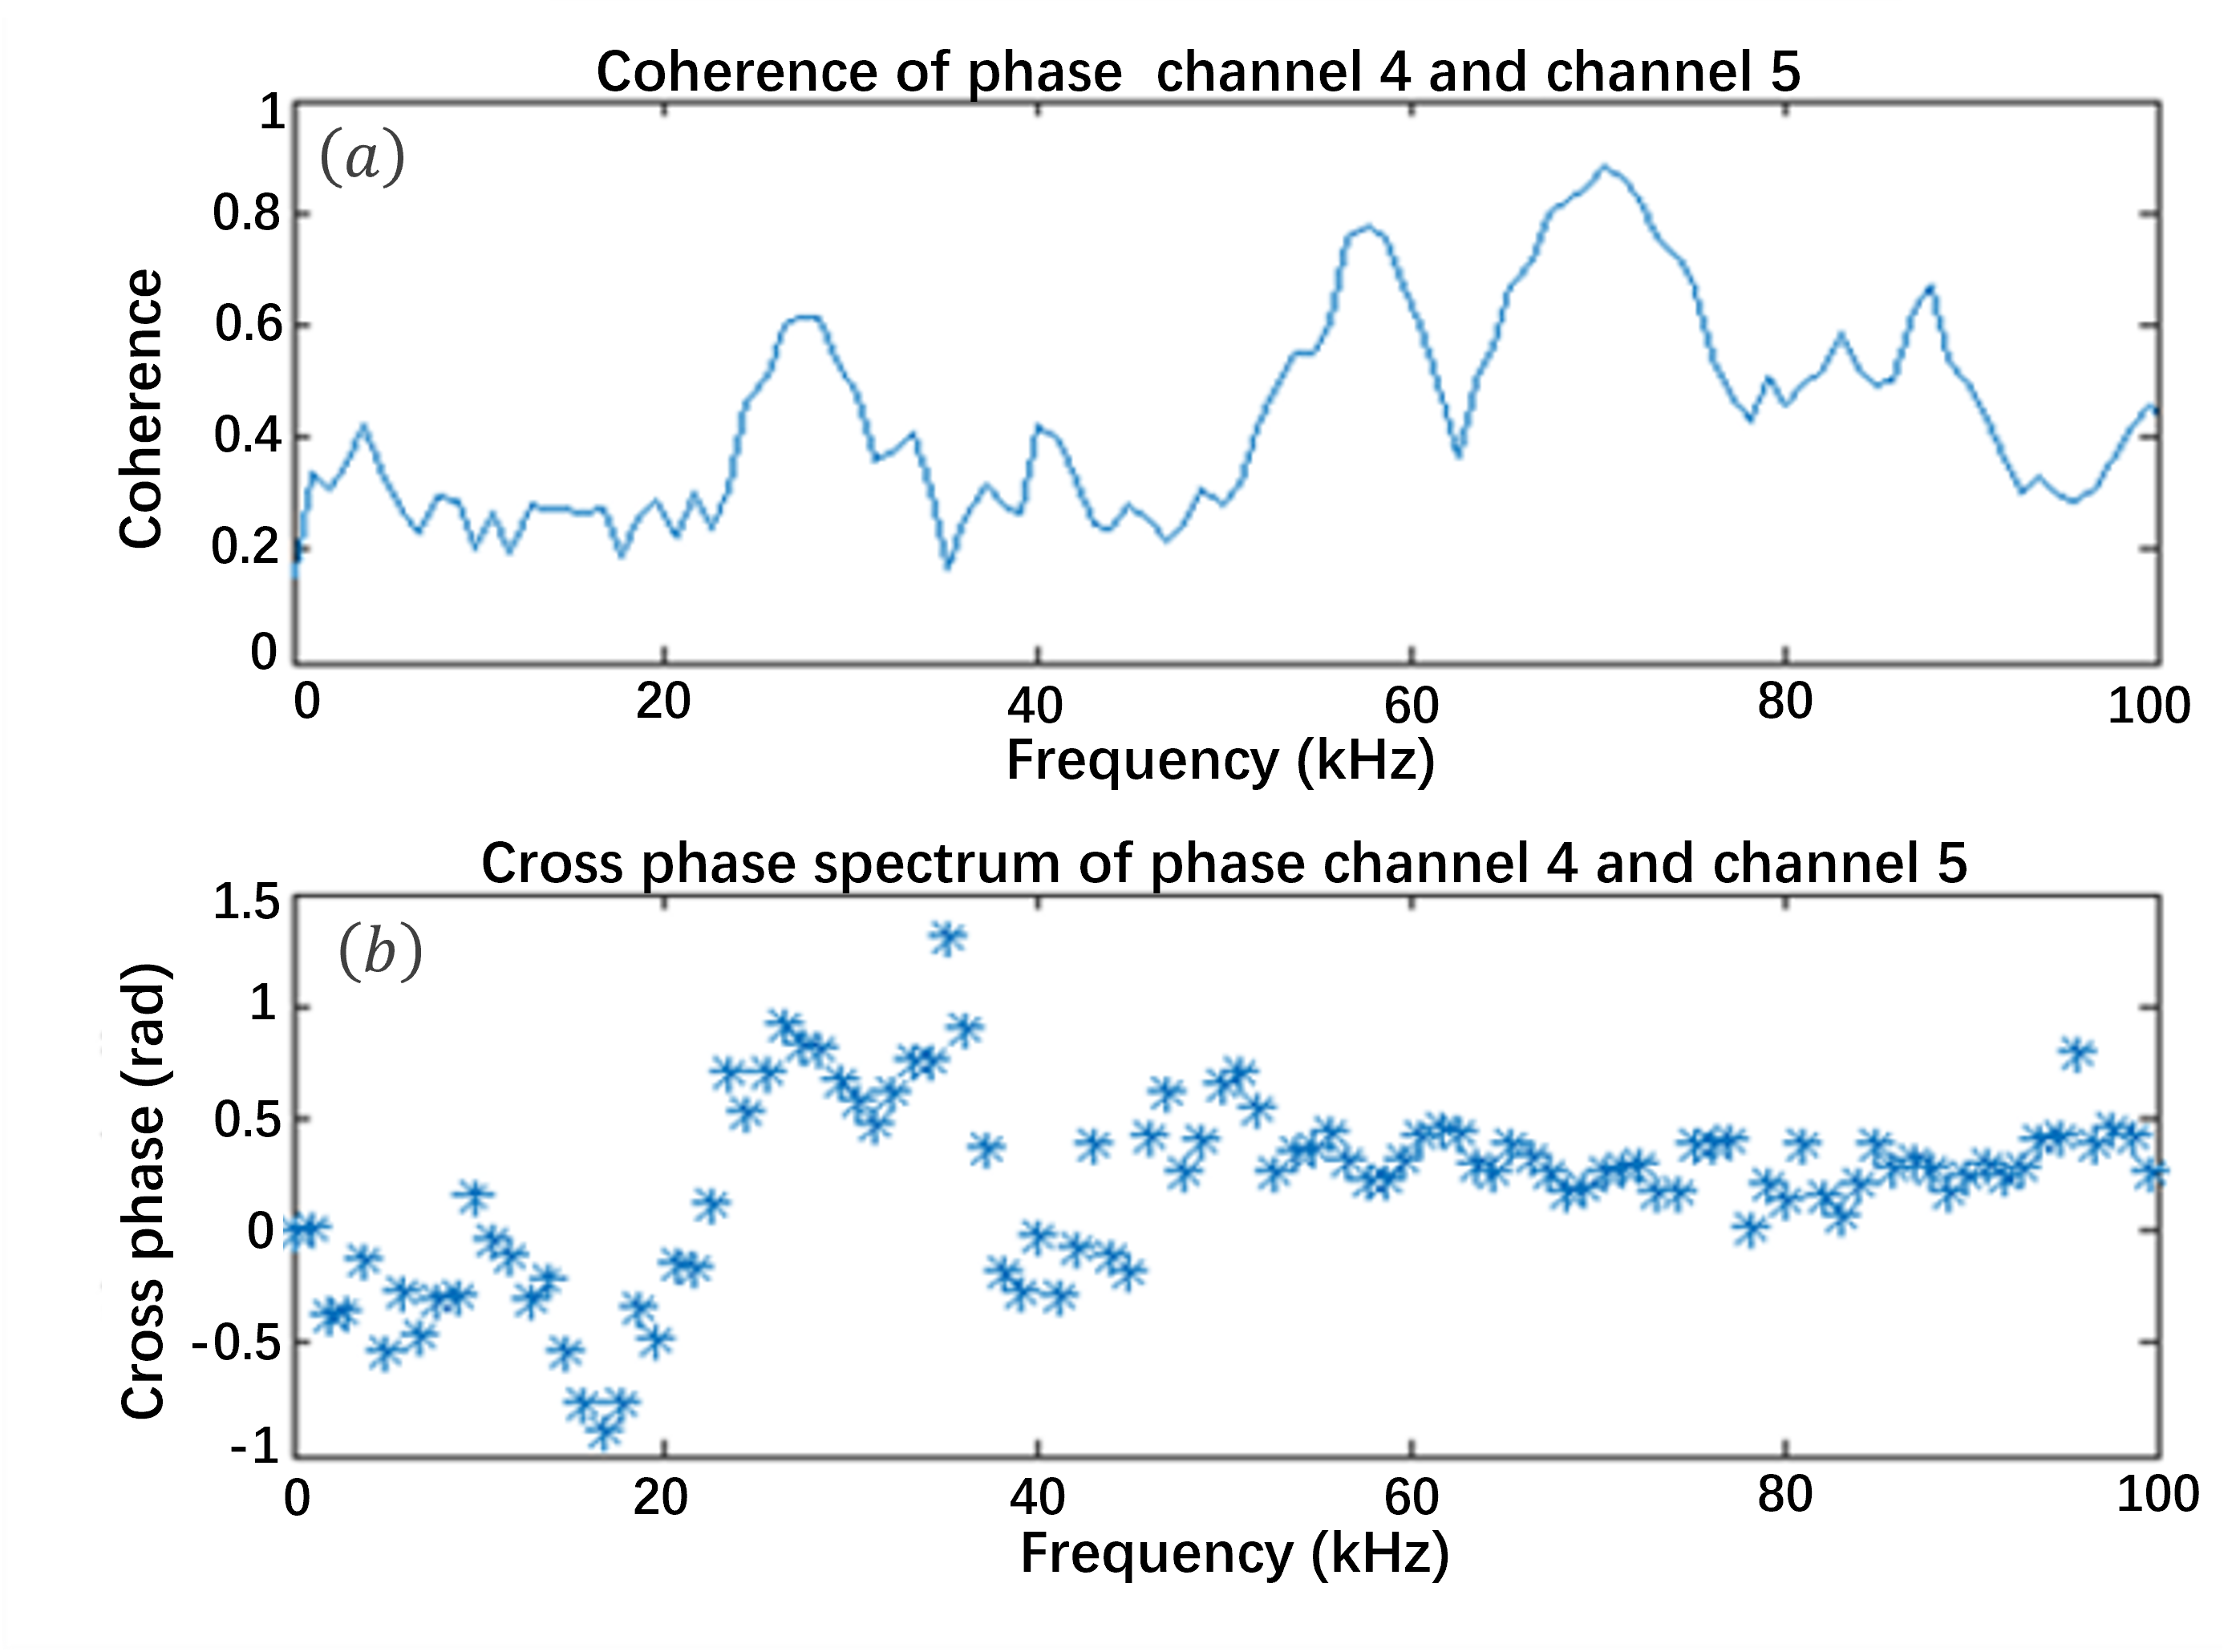 Coherence of phase channel 4 and channel 5
(a)
1
0.8
0.6
0.4
0.2
0
Coherence
0 20 40 60 80 100
Frequency (kHz)
Cross phase spectrum of phase channel 4 and channel 5
(b)
1.5
1
0.5
0
-0.5
-1
Cross phase (rad)
0 20 40 60 80 100
Frequency (kHz)